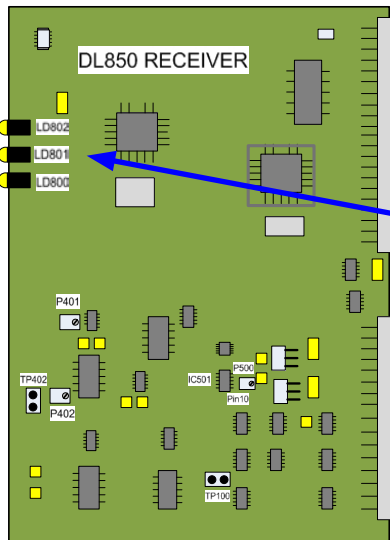 DL850 RECEIVER
LD802
LD801
LD800
P401
TP402
P402
P500
IC501
Pin10
TP100